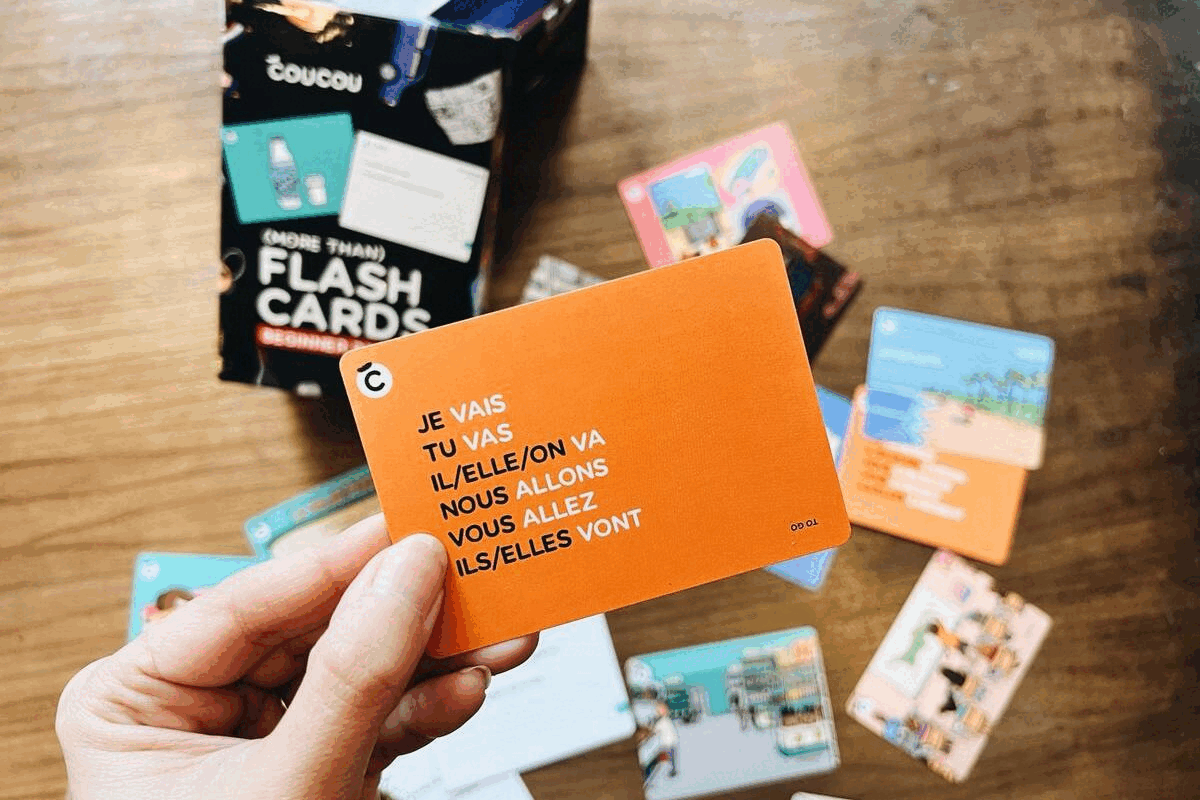 COUCOU
(MORE THAN)
FLASH
CARDS
BEGINNER
C̄
JE VAIS
TU VAS
IL/ELLE/ON VA
NOUS ALLONS
VOUS ALLEZ
ILS/ELLES VONT
TO GO